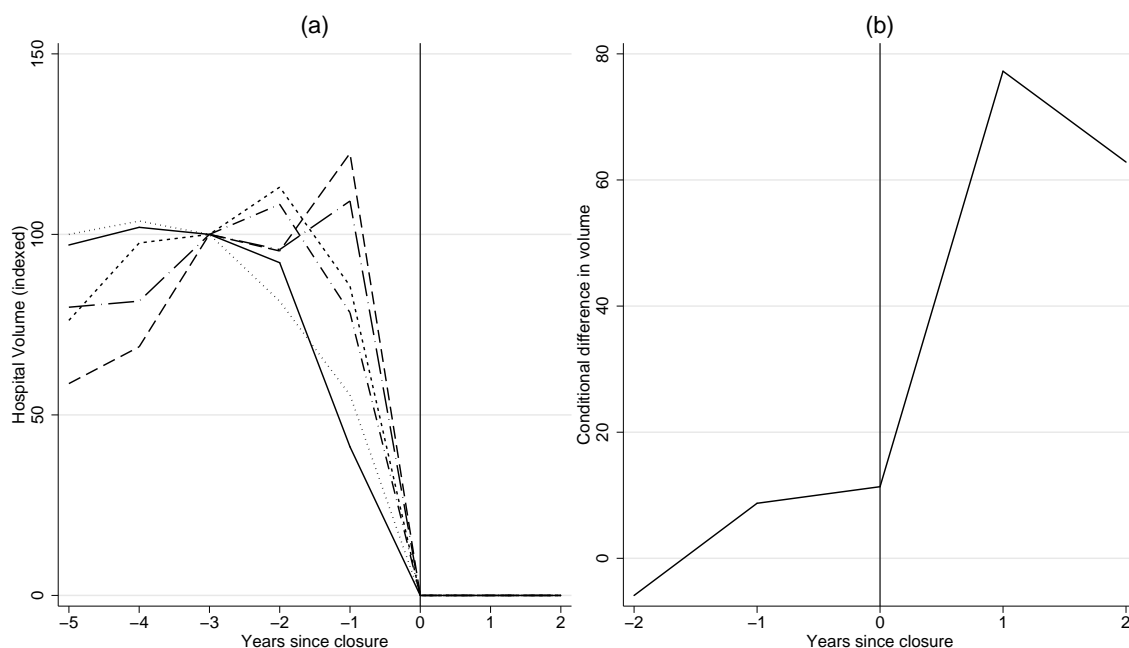 (a)
Hospital Volume (indexed)
150
100
50
0
−5 −4 −3 −2 −1 0 1 2
Years since closure
(b)
Conditional difference in volume
80
60
40
20
0
−2 −1 0 1 2
Years since closure